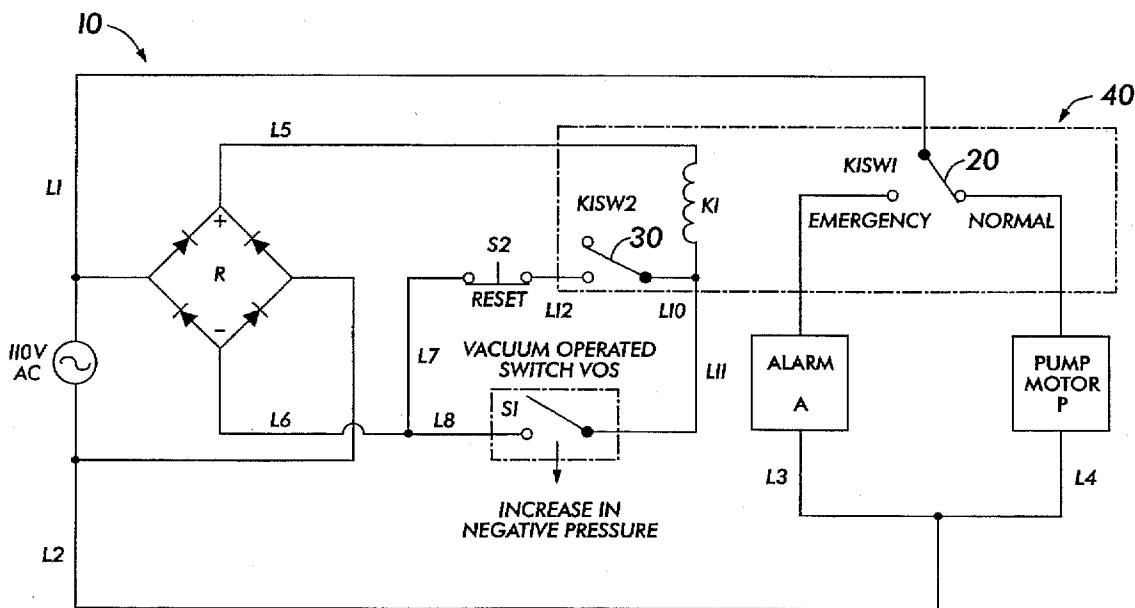 10
40
L5
L1
K1SW1
20
K1SW2
K1
EMERGENCY
NORMAL
30
+
R
S2
-
RESET
L12
L10
110V
AC
VACUUM OPERATED
SWITCH VOS
L7
L11
ALARM
A
PUMP
MOTOR
P
S1
L6
L8
L3
L4
INCREASE IN
NEGATIVE PRESSURE
L2